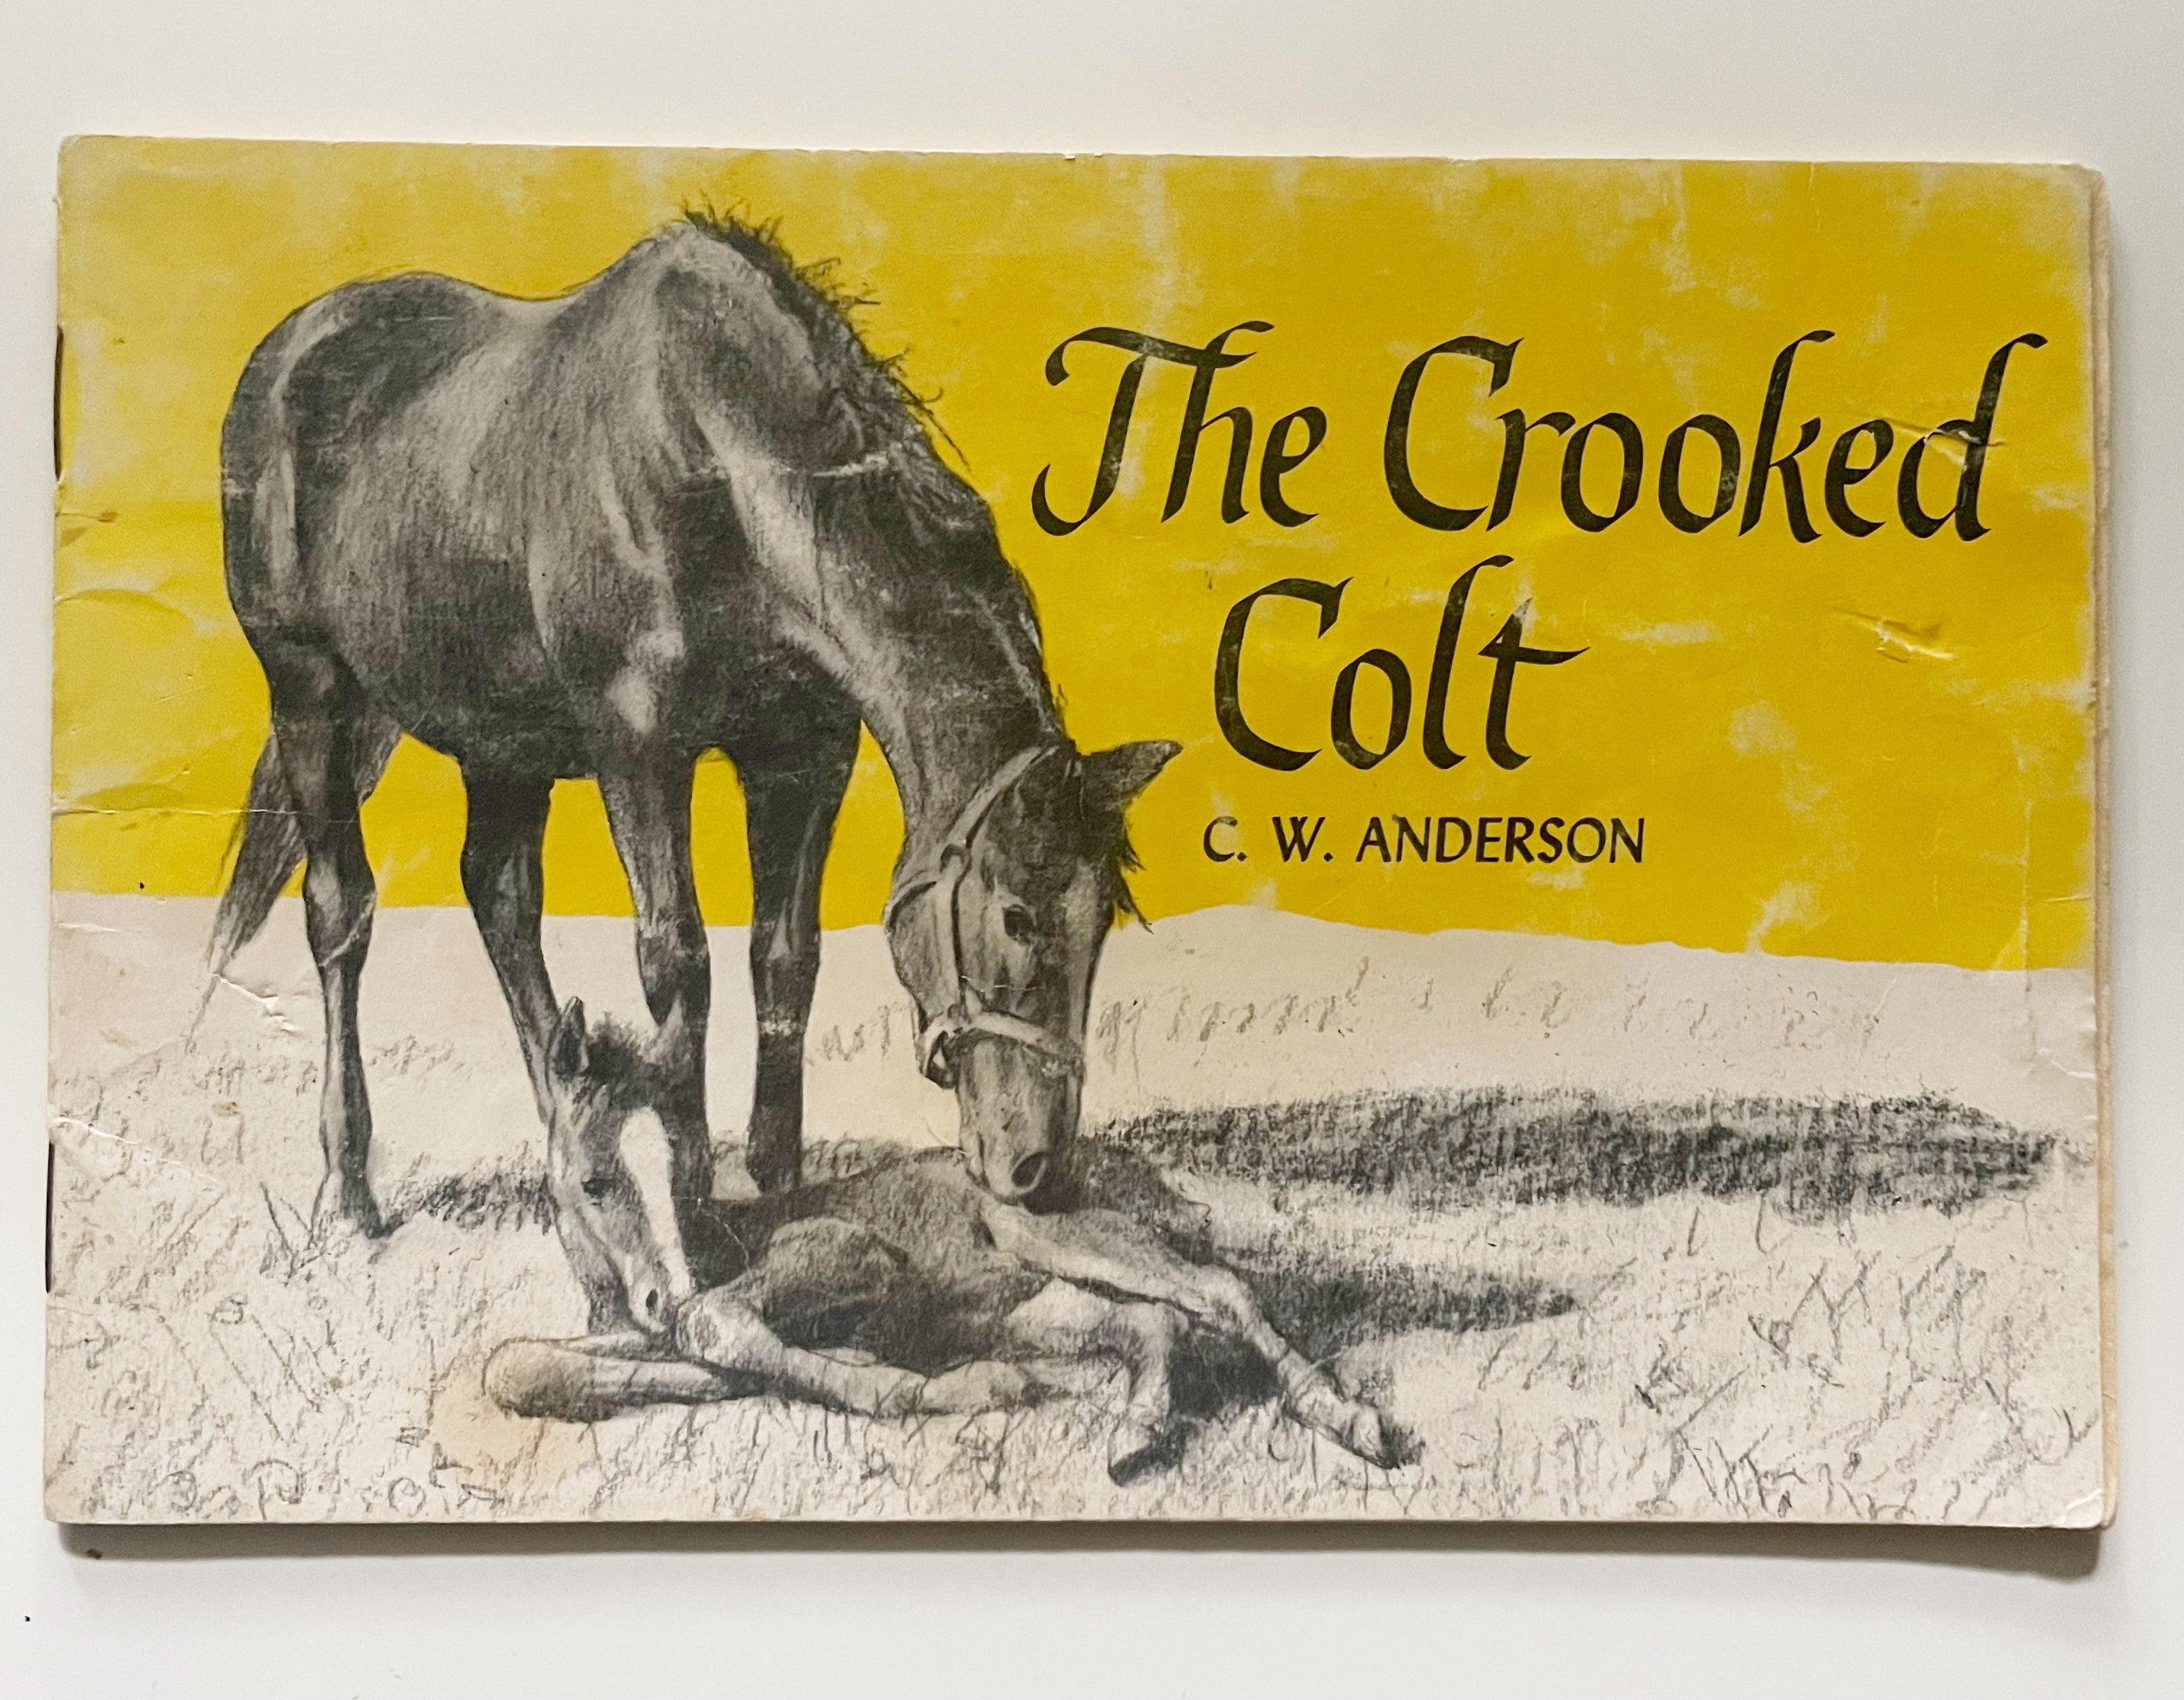 The Crooked
Colt
C. W. ANDERSON